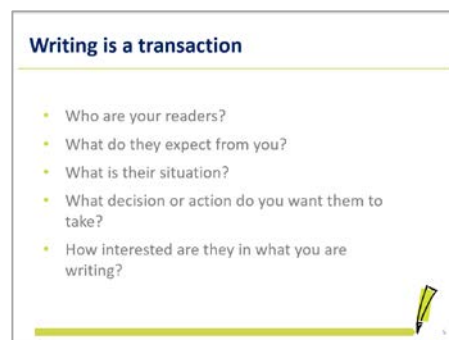 Writing is a transaction
• Who are your readers?
• What do they expect from you?
• What is their situation?
• What decision or action do you want them to
take?
• How interested are they in what you are
writing?